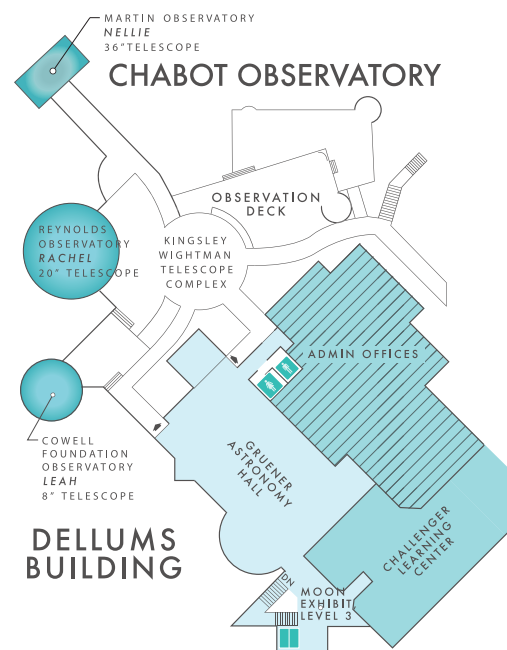 MARTIN OBSERVATORY
NELLIE
36" TELESCOPE
CHABOT OBSERVATORY
OBSERVATION
DECK
REYNOLDS
OBSERVATORY
RACHEL
20" TELESCOPE
KINGSLEY
WIGHTMAN
TELESCOPE
COMPLEX
ADMIN OFFICES
COWELL
FOUNDATION
OBSERVATORY
LEAH
8" TELESCOPE
GRUENER
ASTRONOMY
HALL
CHALLENGER
LEARNING
CENTER
DELLUMS
BUILDING
DN
MOON
EXHIBIT,
LEVEL 3